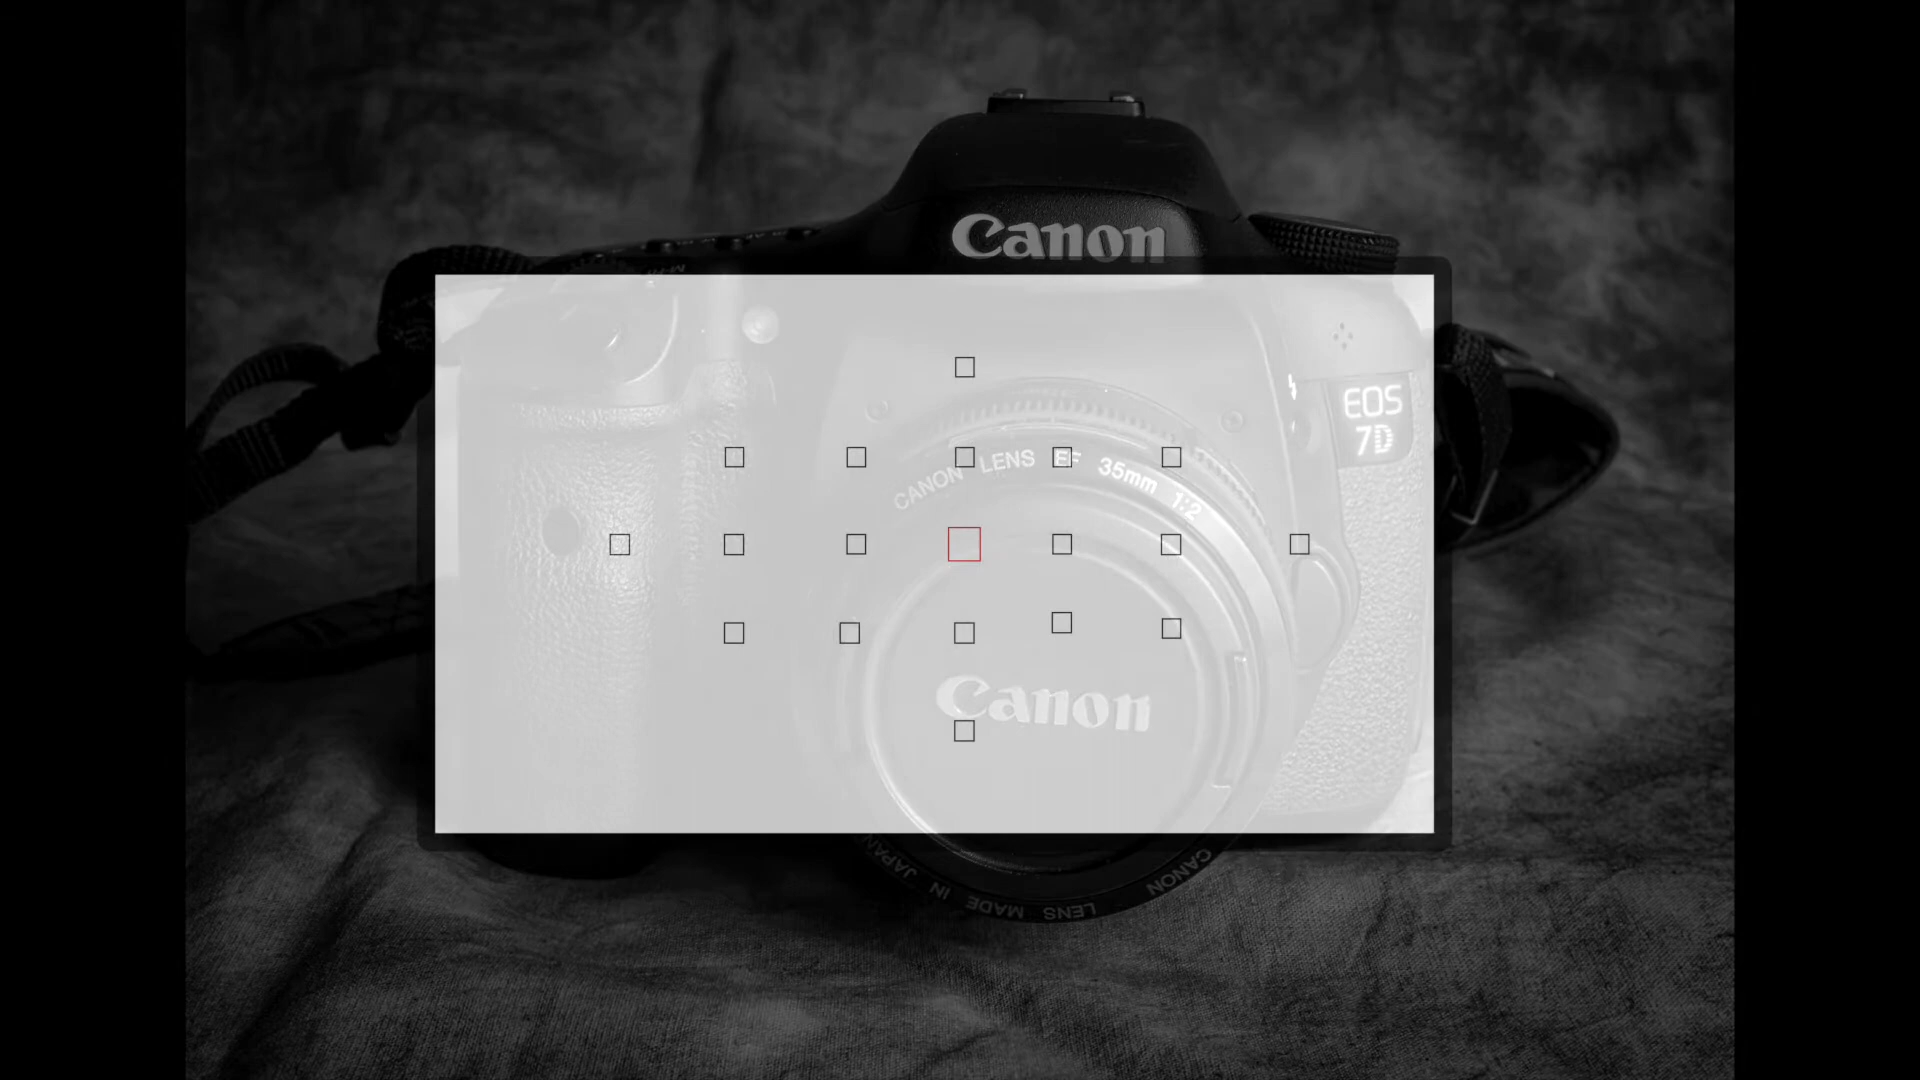 Canon
EOS
7D
CANON LENS EF 35mm 1:2
Canon
CANON LENS MADE IN JAPAN